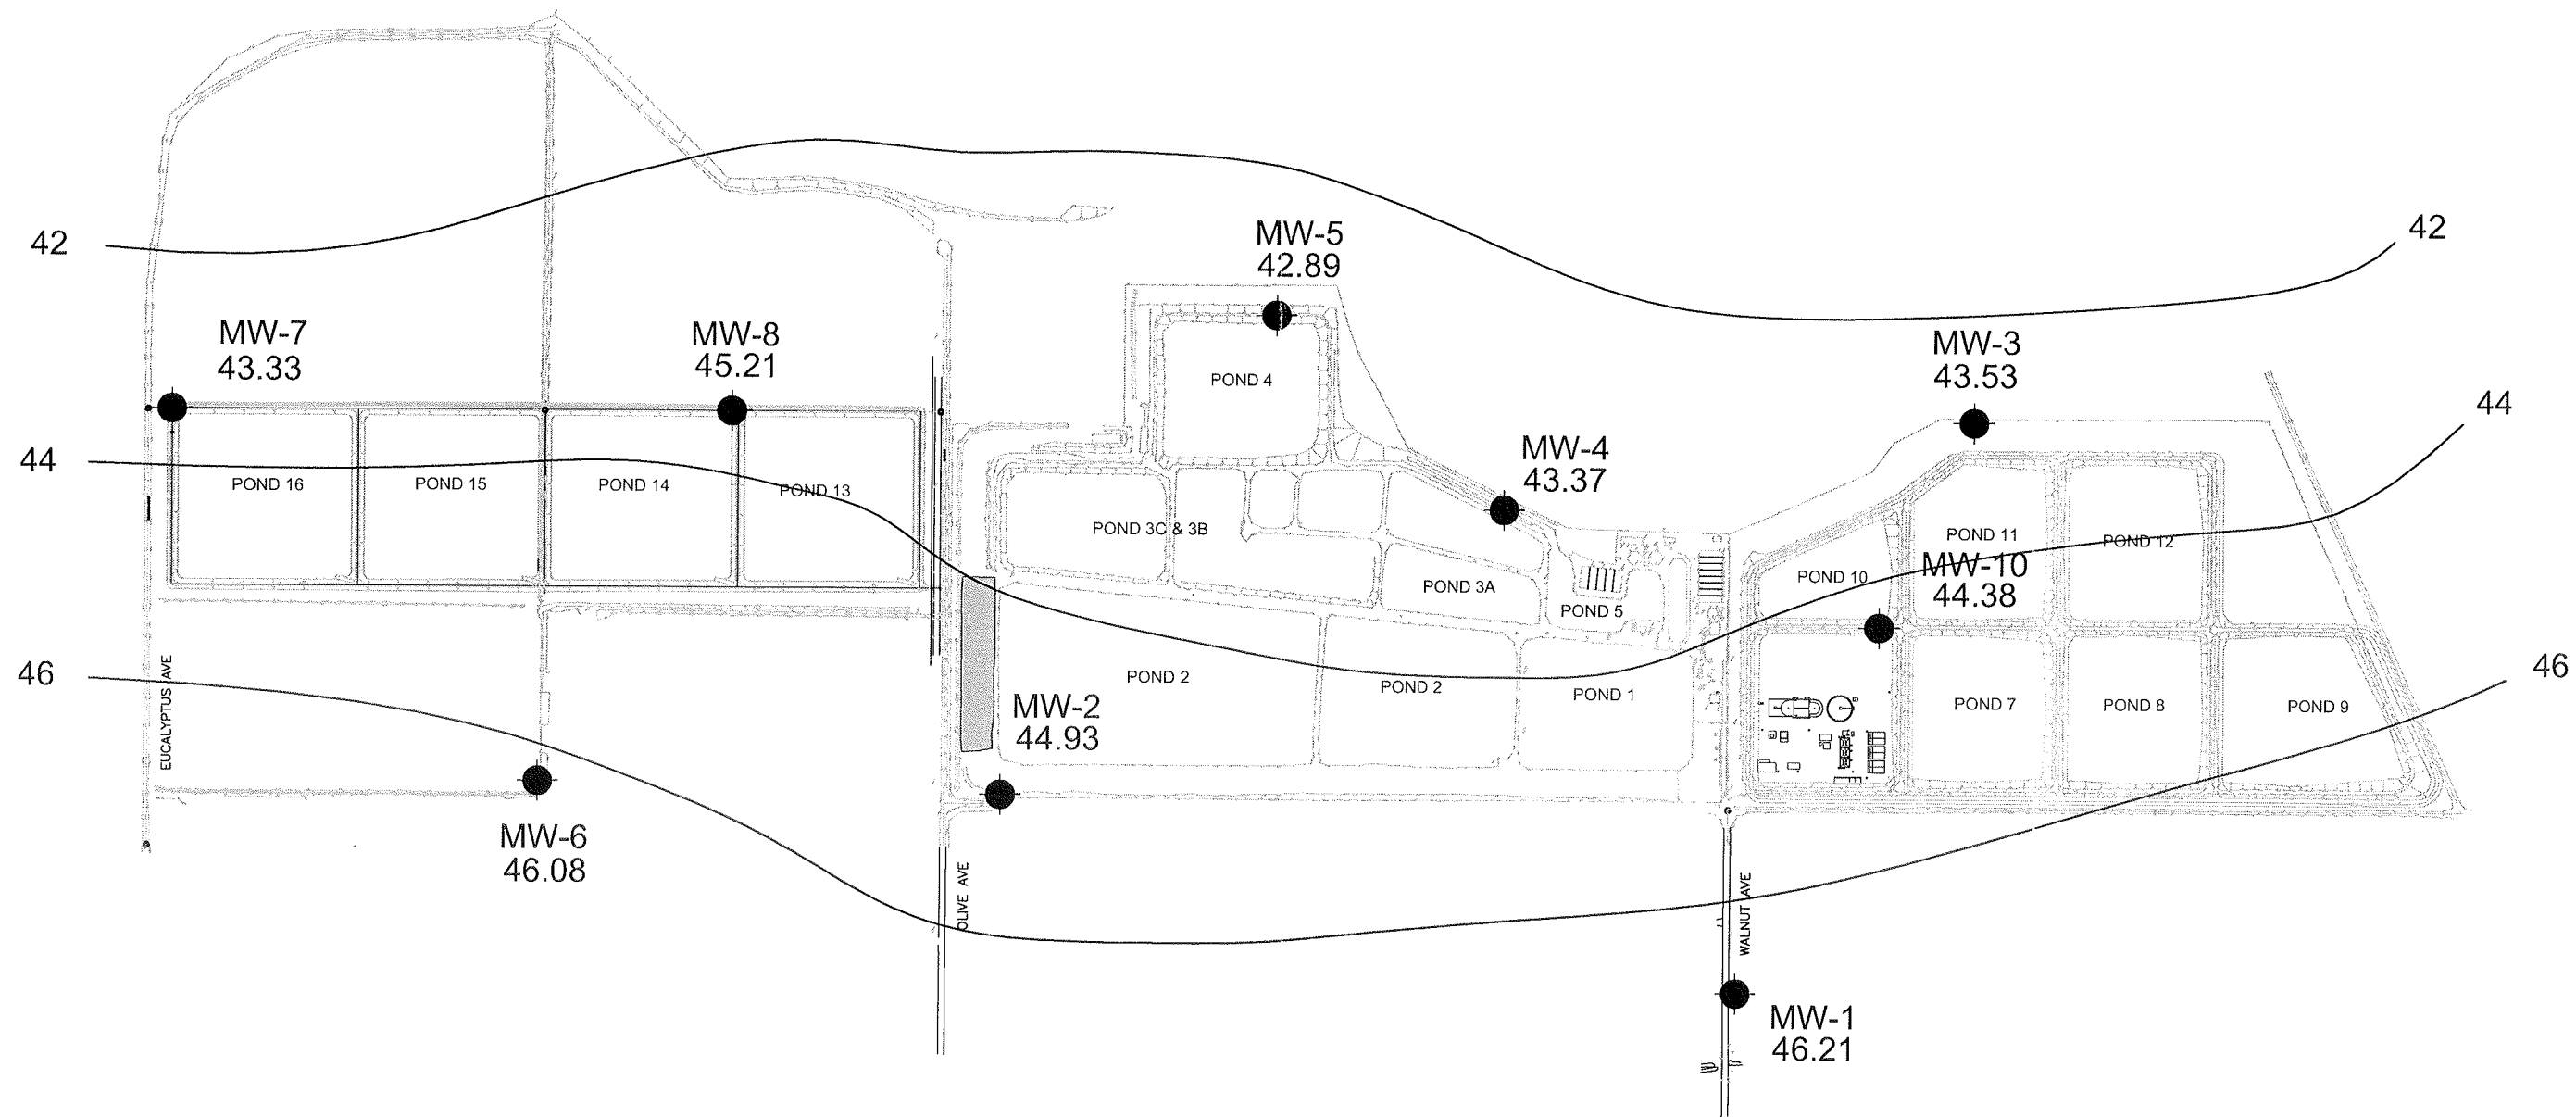 42
42
MW-5
42.89
MW-7
43.33
MW-8
45.21
MW-3
43.53
POND 4
44
44
MW-4
43.37
POND 16
POND 15
POND 14
POND 13
POND 3C & 3B
POND 11
POND 12
POND 10
MW-10
44.38
POND 3A
POND 5
46
46
EUCALYPTUS AVE
POND 2
POND 2
POND 1
POND 7
POND 8
POND 9
MW-2
44.93
MW-6
46.08
OLIVE AVE
WALNUT AVE
MW-1
46.21